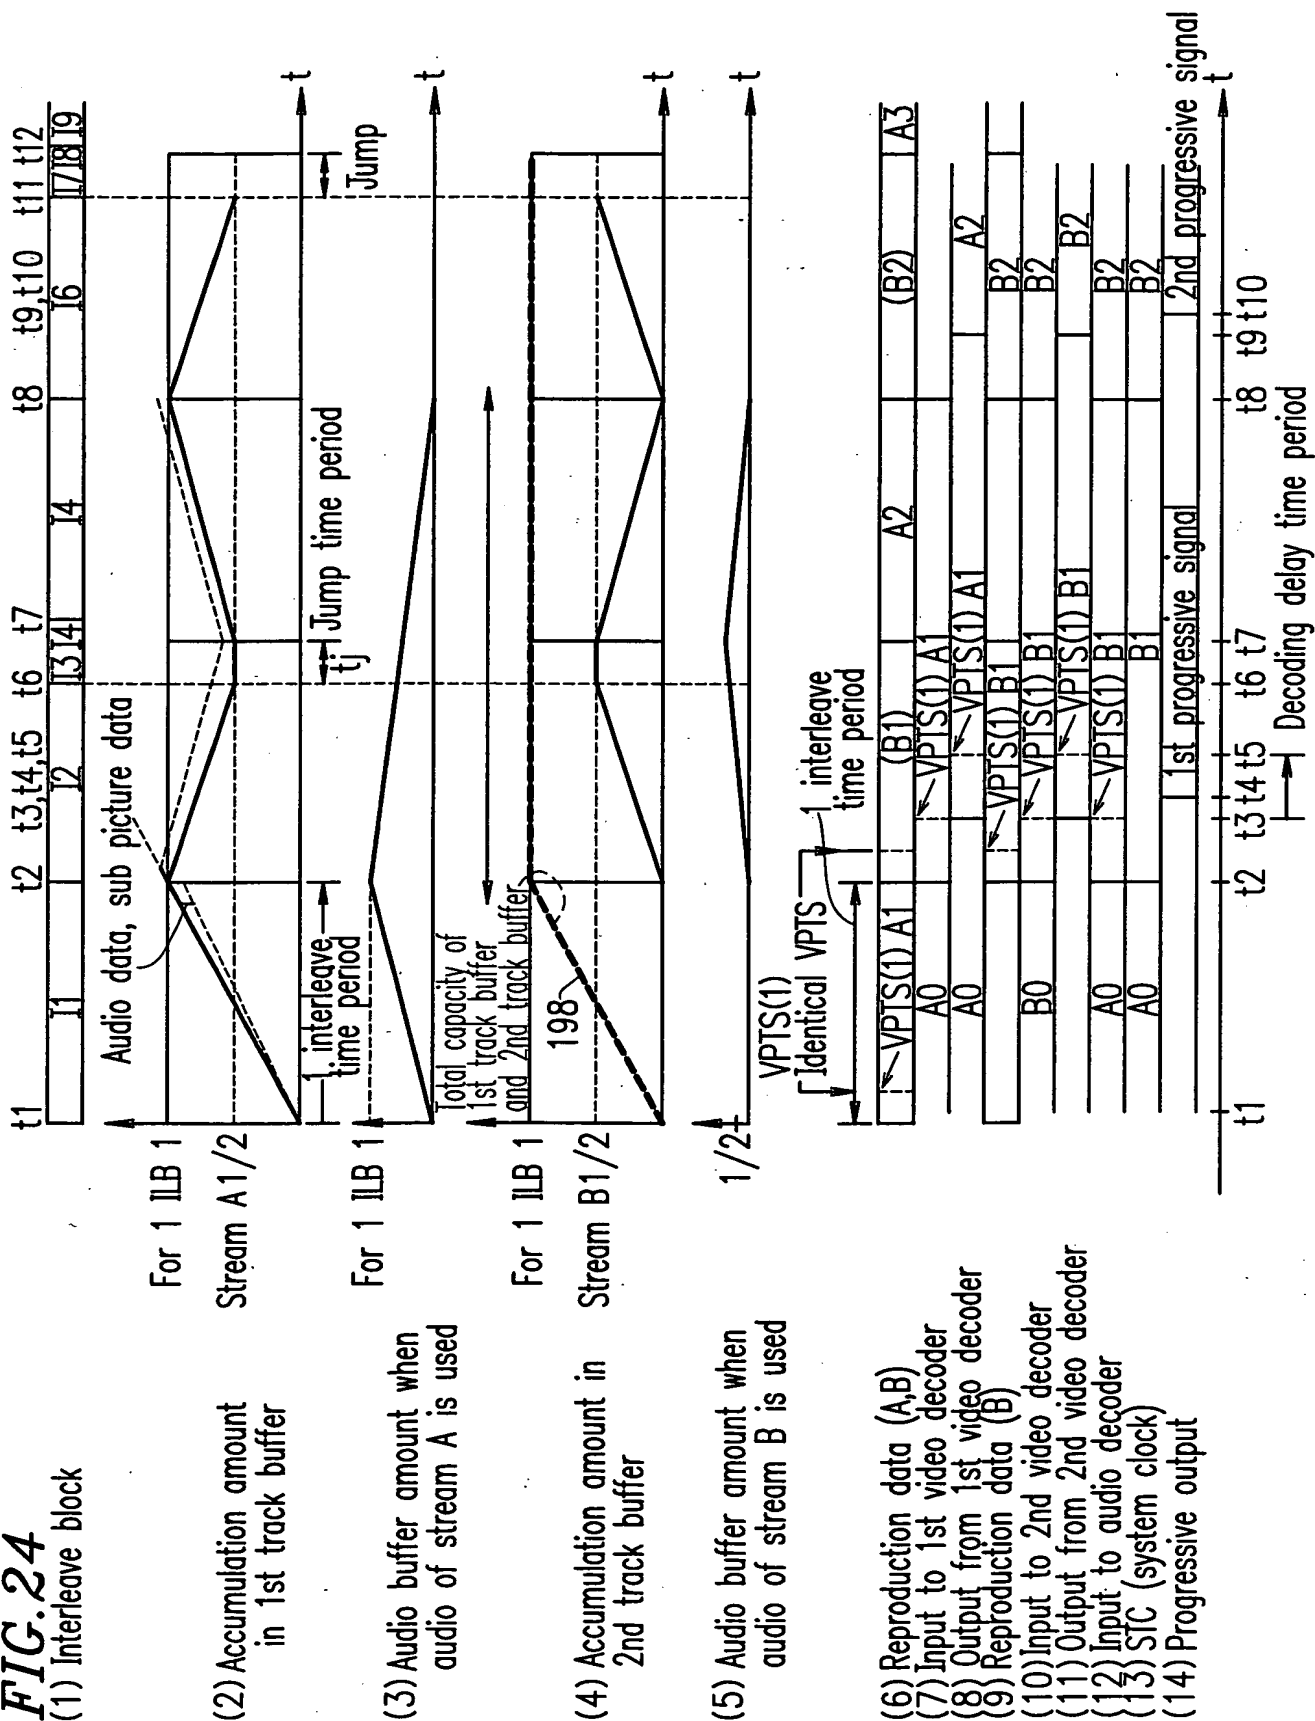 FIG.24
(1) Interleave block
t1 t2 t3,t4,t5 t6 t7 t8 t9,t10 t11 t12
I1 I2 I3 I4 I4 I6 I7 I8 I9
Audio data, sub picture data
(2) Accumulation amount
in 1st track buffer
For 1 ILB 1
Stream A1/2
t
1 interleave
time period
tj
Jump time period
Jump
(3) Audio buffer amount when
audio of stream A is used
For 1 ILB 1
t
Total capacity of
1st track buffer
and 2nd track buffer
(4) Accumulation amount in
2nd track buffer
For 1 ILB 1
Stream B1/2
198
t
(5) Audio buffer amount when
audio of stream B is used
1/2
t
VPTS(1)
Identical VPTS
1 interleave
time period
(6) Reproduction data (A,B)
VPTS(1) A1 (B1) A2 (B2) A3
(7) Input to 1st video decoder
A0 VPTS(1) A1
(8) Output from 1st video decoder
A0 VPTS(1) A1 A2
(9) Reproduction data (B)
VPTS(1) B1 B2
(10) Input to 2nd video decoder
B0 VPTS(1) B1 B2
(11) Output from 2nd video decoder
VPTS(1) B1 B2
(12) Input to audio decoder
A0 VPTS(1) B1 B2
(13) STC (system clock)
A0 B1 B2
(14) Progressive output
1st progressive signal 2nd progressive signal
t1 t2 t3 t4 t5 t6 t7 t8 t9 t10 t
Decoding delay time period